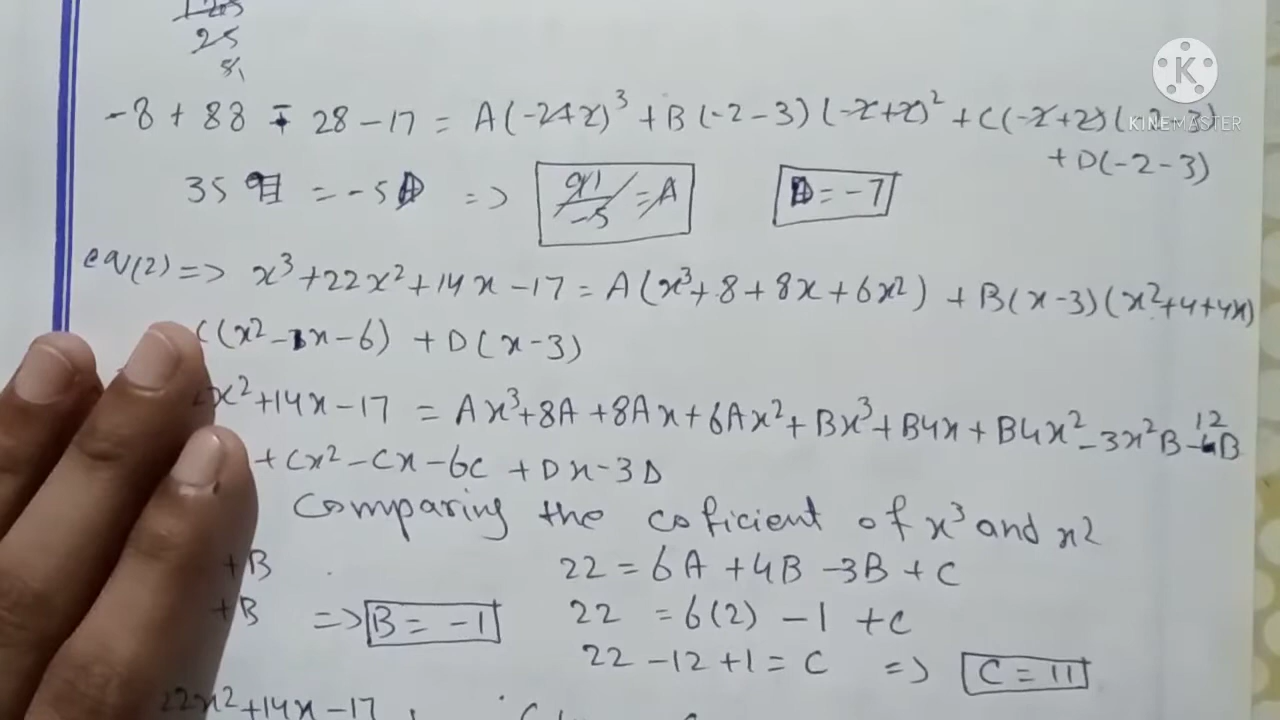 25
-8 + 88 ∓ 28 - 17 = A(-2+2)³ + B(-2-3)(-2+2)² + C(-2+2)(-2-3)
+ D(-2-3)
35 = -5D => 91/-5 = A D = -7
eq(2) => x³+22x²+14x-17 = A(x³+8+8x+6x²) + B(x-3)(x²+4+4x)
C(x²-x-6) + D(x-3)
x²+14x-17 = Ax³+8A+8Ax+6Ax²+Bx³+B4x+B4x²-3x²B-12B
+Cx²-Cx-6C+Dx-3D
Comparing the coficient of x³ and x²
+B 22 = 6A+4B-3B+C
+B => B = -1 22 = 6(2) -1 +C
22-12+1 = C => C = 11
22x²+14x-17
K
KINEMASTER